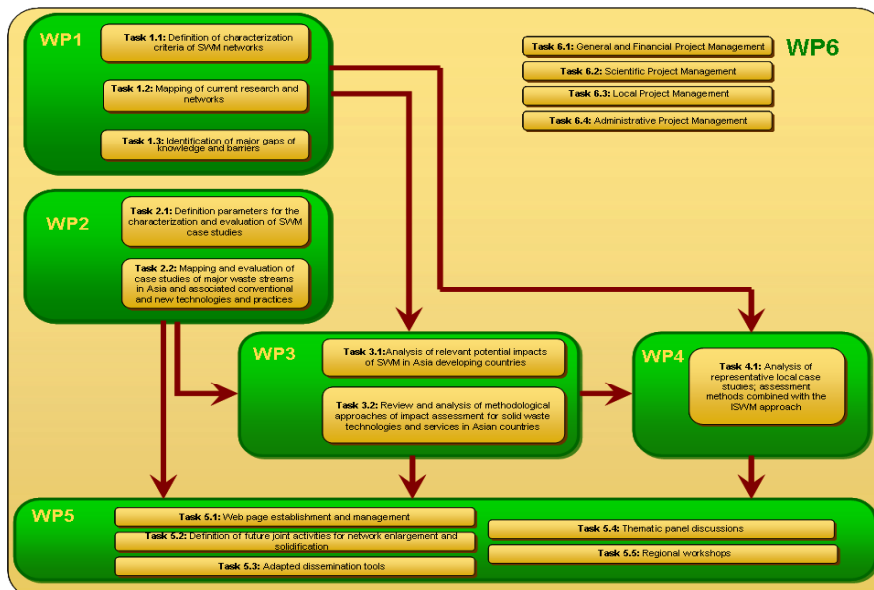 WP1
Task 1.1: Definition of characterization
criteria of SWM networks
Task 1.2: Mapping of current research and
networks
Task 1.3: Identification of major gaps of
knowledge and barriers
WP6
Task 6.1: General and Financial Project Management
Task 6.2: Scientific Project Management
Task 6.3: Local Project Management
Task 6.4: Administrative Project Management
WP2
Task 2.1: Definition parameters for the
characterization and evaluation of SWM
case studies
Task 2.2: Mapping and evaluation of
case studies of major waste streams
in Asia and associated conventional
and new technologies and practices
WP3
Task 3.1:Analysis of relevant potential impacts
of SWM in Asia developing countries
Task 3.2: Review and analysis of methodological
approaches of impact assessment for solid waste
technologies and services in Asian countries
WP4
Task 4.1: Analysis of
representative local case
studies; assessment
methods combined with the
ISWM approach
WP5
Task 5.1: Web page establishment and management
Task 5.2: Definition of future joint activities for network enlargement and
solidification
Task 5.3: Adapted dissemination tools
Task 5.4: Thematic panel discussions
Task 5.5: Regional workshops